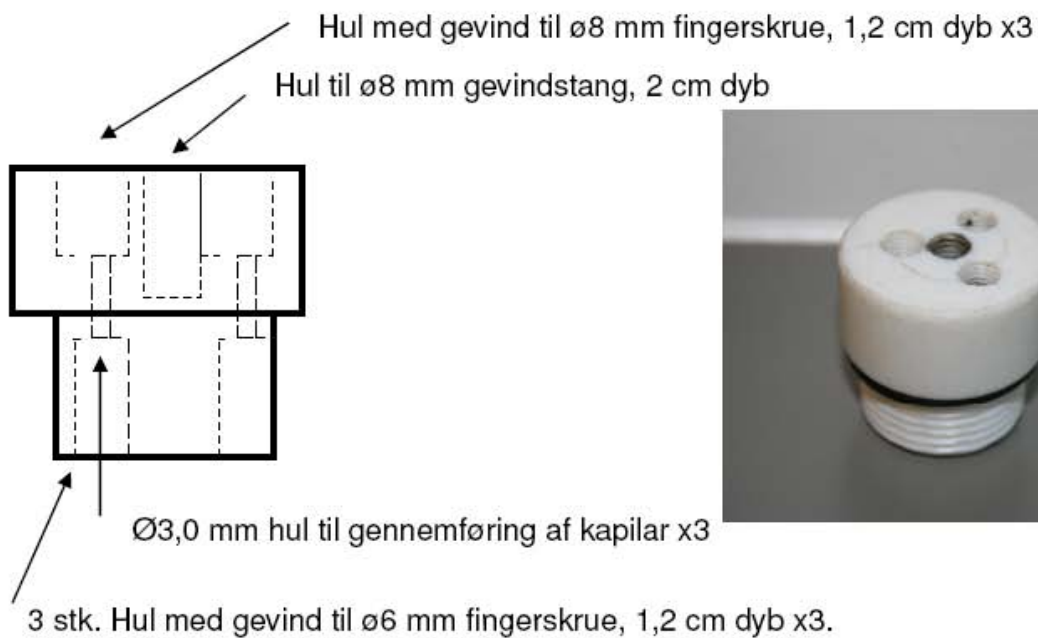 Hul med gevind til ø8 mm fingerskrue, 1,2 cm dyb x3
Hul til ø8 mm gevindstang, 2 cm dyb
Ø3,0 mm hul til gennemføring af kapilar x3
3 stk. Hul med gevind til ø6 mm fingerskrue, 1,2 cm dyb x3.